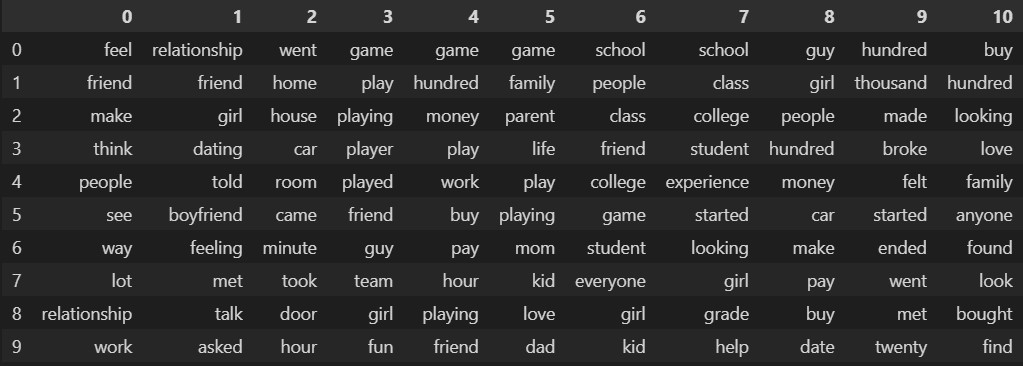 0 1 2 3 4 5 6 7 8 9 10
0 feel relationship went game game game school school guy hundred buy
1 friend friend home play hundred family people class girl thousand hundred
2 make girl house playing money parent class college people made looking
3 think dating car player play life friend student hundred broke love
4 people told room played work play college experience money felt family
5 see boyfriend came friend buy playing game started car started anyone
6 way feeling minute guy pay mom student looking make ended found
7 lot met took team hour kid everyone girl pay went look
8 relationship talk door girl playing love girl grade buy met bought
9 work asked hour fun friend dad kid help date twenty find